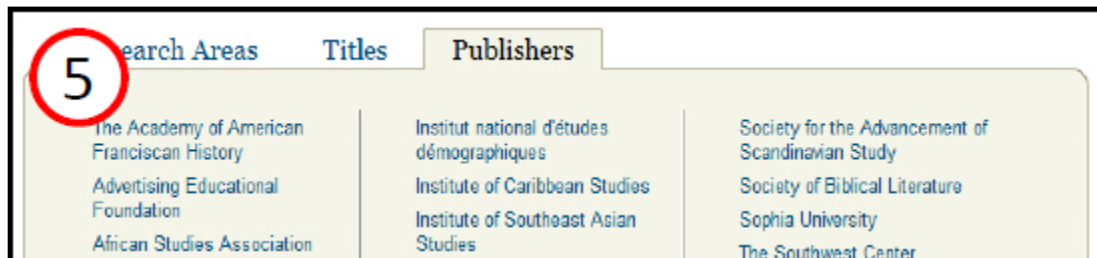 5
earch Areas Titles Publishers
The Academy of American
Franciscan History
Advertising Educational
Foundation
African Studies Association
Institut national d'études
démographiques
Institute of Caribbean Studies
Institute of Southeast Asian
Studies
Society for the Advancement of
Scandinavian Study
Society of Biblical Literature
Sophia University
The Southwest Center